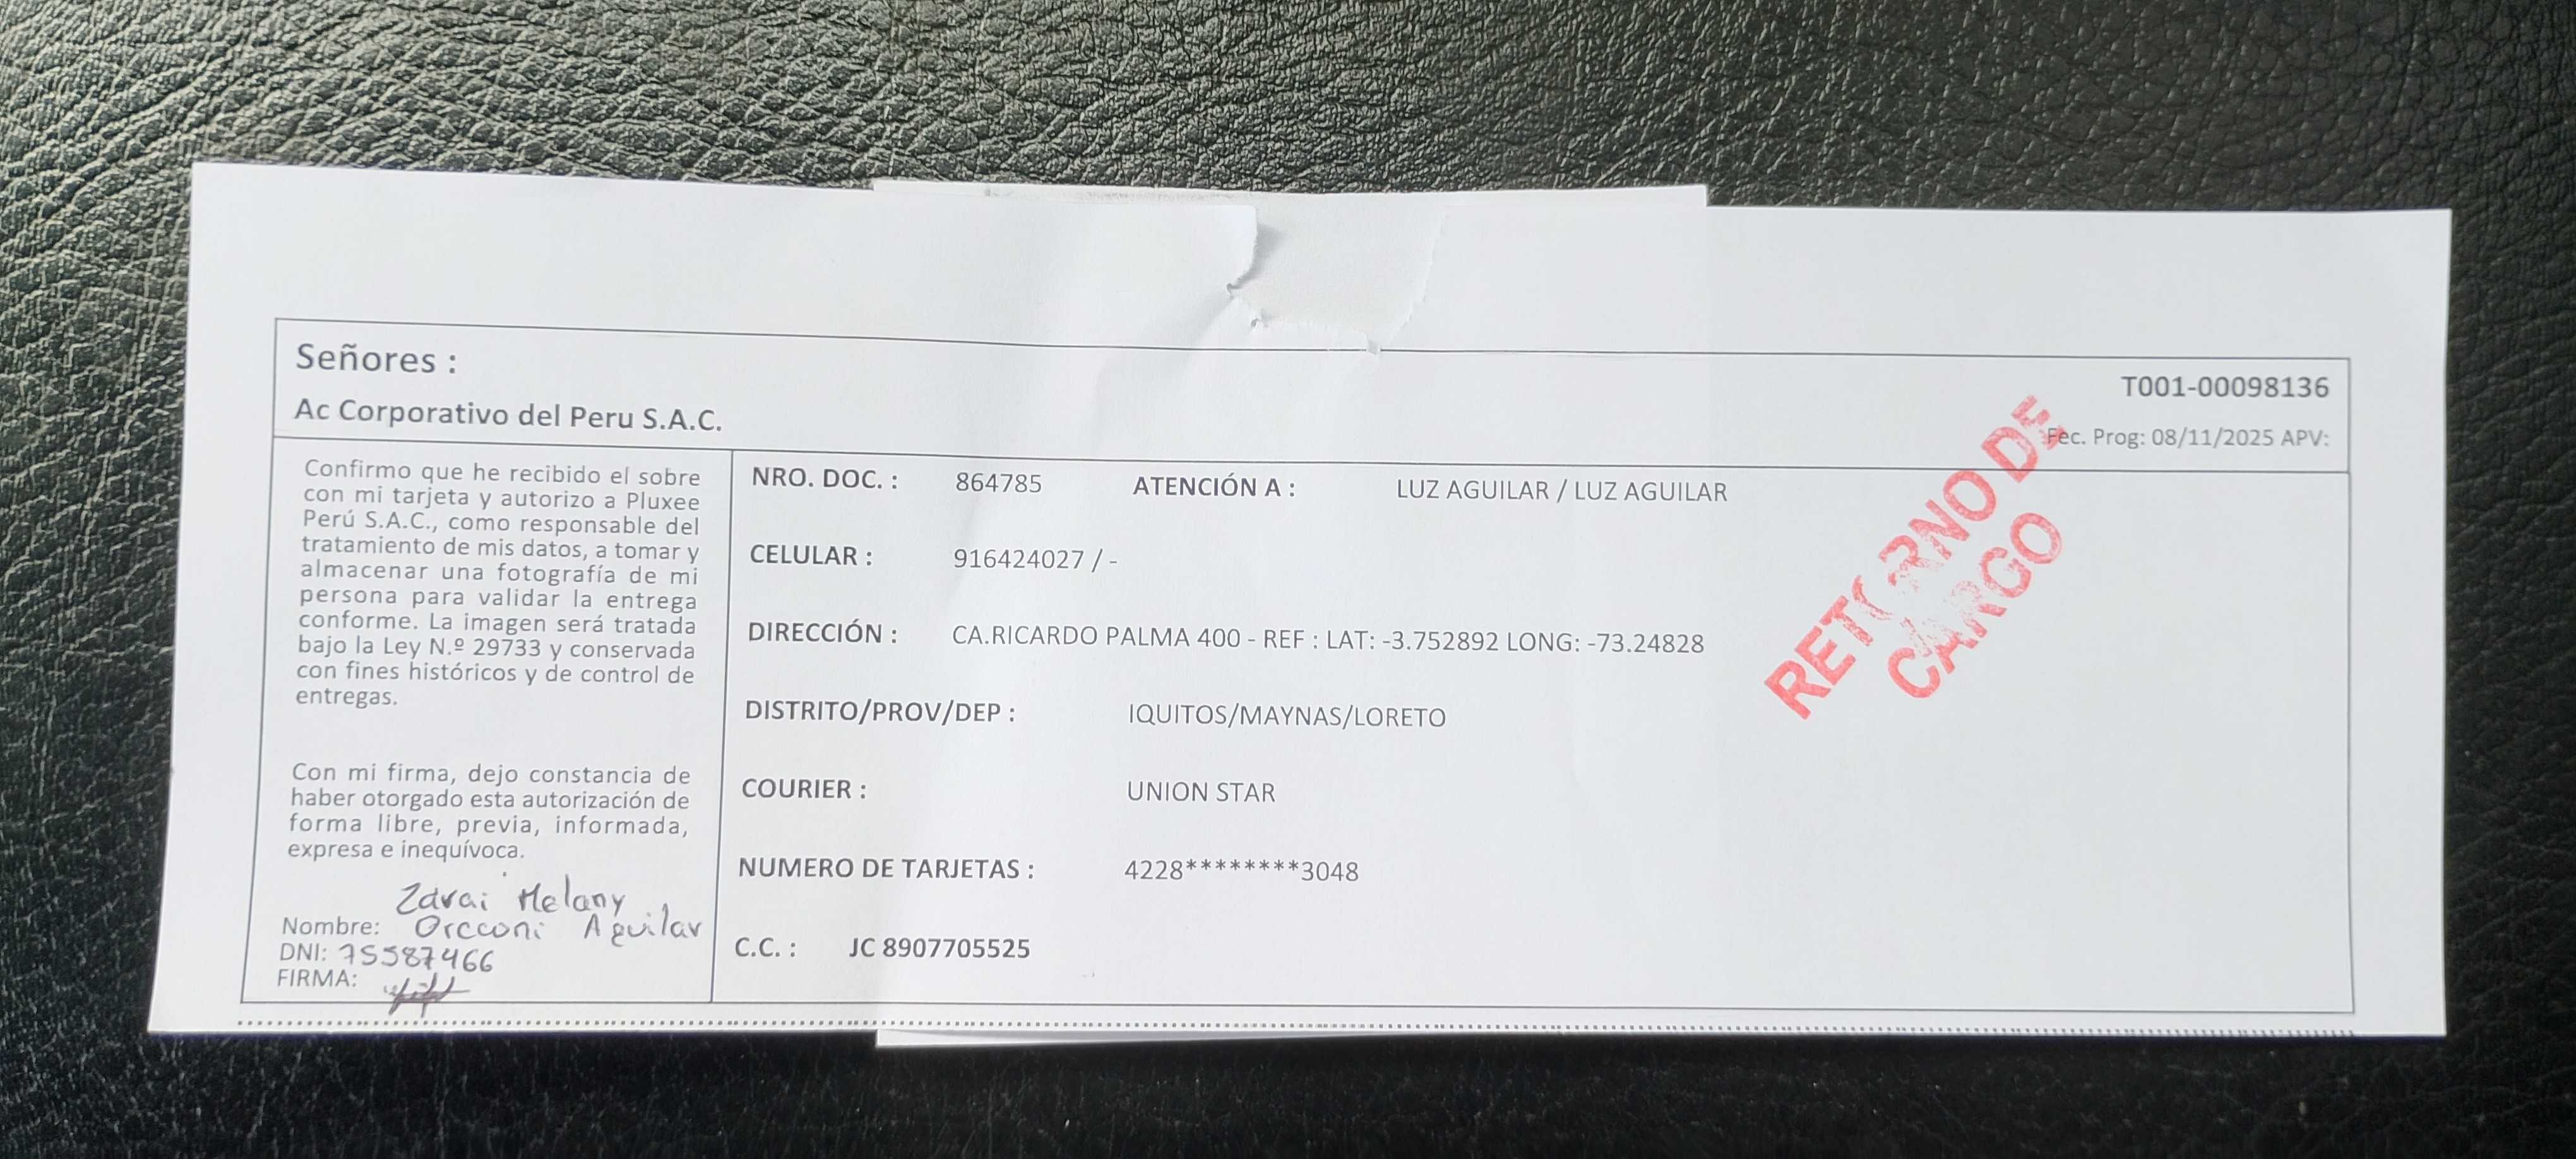 Señores :
Ac Corporativo del Peru S.A.C.
T001-00098136
Fec. Prog: 08/11/2025 APV:
Confirmo que he recibido el sobre
con mi tarjeta y autorizo a Pluxee
Perú S.A.C., como responsable del
tratamiento de mis datos, a tomar y
almacenar una fotografía de mi
persona para validar la entrega
conforme. La imagen será tratada
bajo la Ley N.º 29733 y conservada
con fines históricos y de control de
entregas.
Con mi firma, dejo constancia de
haber otorgado esta autorización de
forma libre, previa, informada,
expresa e inequívoca.
Zarai Melany
Nombre: Orcconi Aguilar
DNI: 75587466
FIRMA:
NRO. DOC. : 864785 ATENCIÓN A : LUZ AGUILAR / LUZ AGUILAR
CELULAR : 916424027 / -
DIRECCIÓN : CA.RICARDO PALMA 400 - REF : LAT: -3.752892 LONG: -73.24828
DISTRITO/PROV/DEP : IQUITOS/MAYNAS/LORETO
COURIER : UNION STAR
NUMERO DE TARJETAS : 4228********3048
C.C. : JC 8907705525
RETORNO DE
CARGO